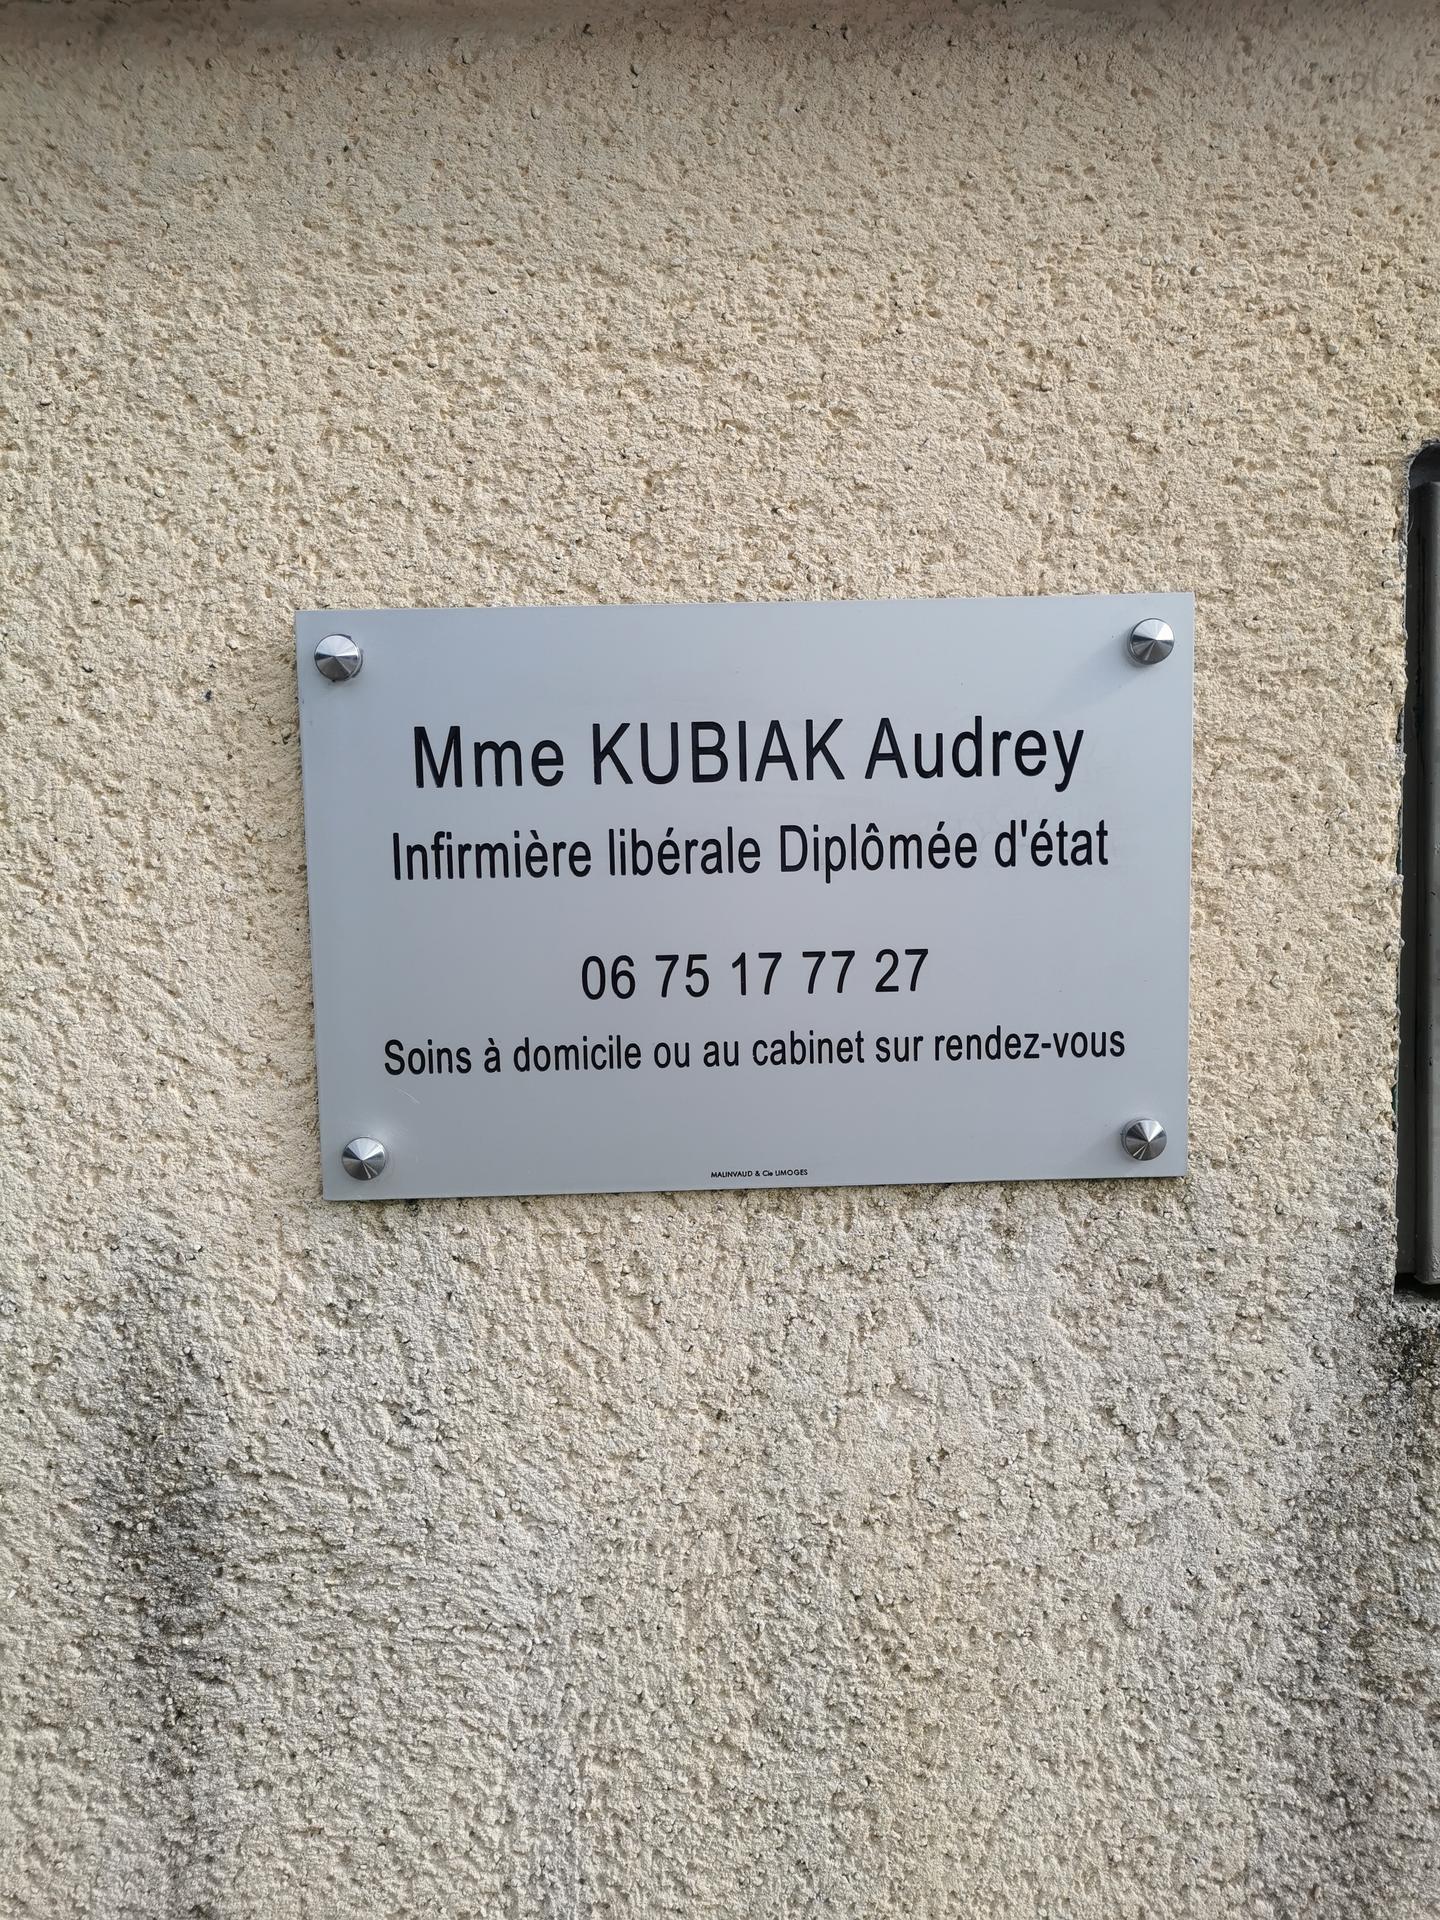 Mme KUBIAK Audrey
Infirmière libérale Diplômée d'état
06 75 17 77 27
Soins à domicile ou au cabinet sur rendez-vous
MALINVAUD & Cie LIMOGES